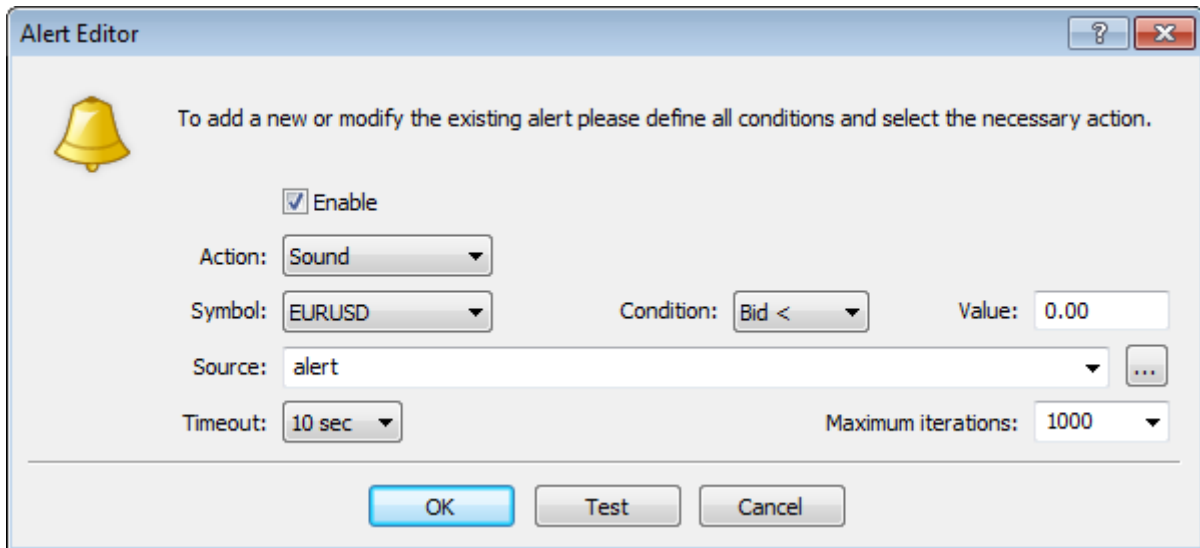 Alert Editor
To add a new or modify the existing alert please define all conditions and select the necessary action.
Enable
Action: Sound
Symbol: EURUSD Condition: Bid < Value: 0.00
Source: alert ...
Timeout: 10 sec Maximum iterations: 1000
OK Test Cancel